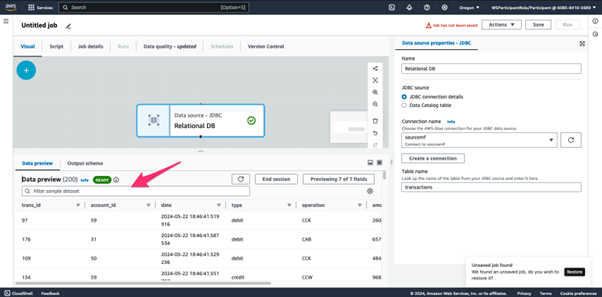 aws
Services
Search
[Option+S]
Oregon
WSParticipantRole/Participant @ 6085-8410-5689
Untitled job
Job has not been saved
Actions
Save
Run
Visual
Script
Job details
Runs
Data quality - updated
Schedules
Version Control
Data source - JDBC
Relational DB
Data preview
Output schema
Data preview (200)
Info
READY
End session
Previewing 7 of 7 fields
Filter sample dataset
trans_id
account_id
date
type
operation
97
59
2024-05-22 18:46:41.519
916
debit
CCK
2600
176
31
2024-05-22 18:46:41.587
534
debit
CAB
657
109
50
2024-05-22 18:46:41.529
236
debit
CCK
968
134
59
2024-05-22 18:46:41.551
credit
CCW
968
Data source properties - JDBC
Name
Relational DB
JDBC source
JDBC connection details
Data Catalog table
Connection name Info
Choose the AWS Glue connection for your JDBC data source.
sourcemf
Connect to sourcemf
Create a connection
Table name
Look up the name of the table from your JDBC source and enter it here.
transactions
Unsaved job found
We found an unsaved job, do you wish to
restore it?
Restore
CloudShell
Feedback
© 2024, Amazon Web Services, Inc. or its affiliates.
Privacy
Terms
Cookie preferences